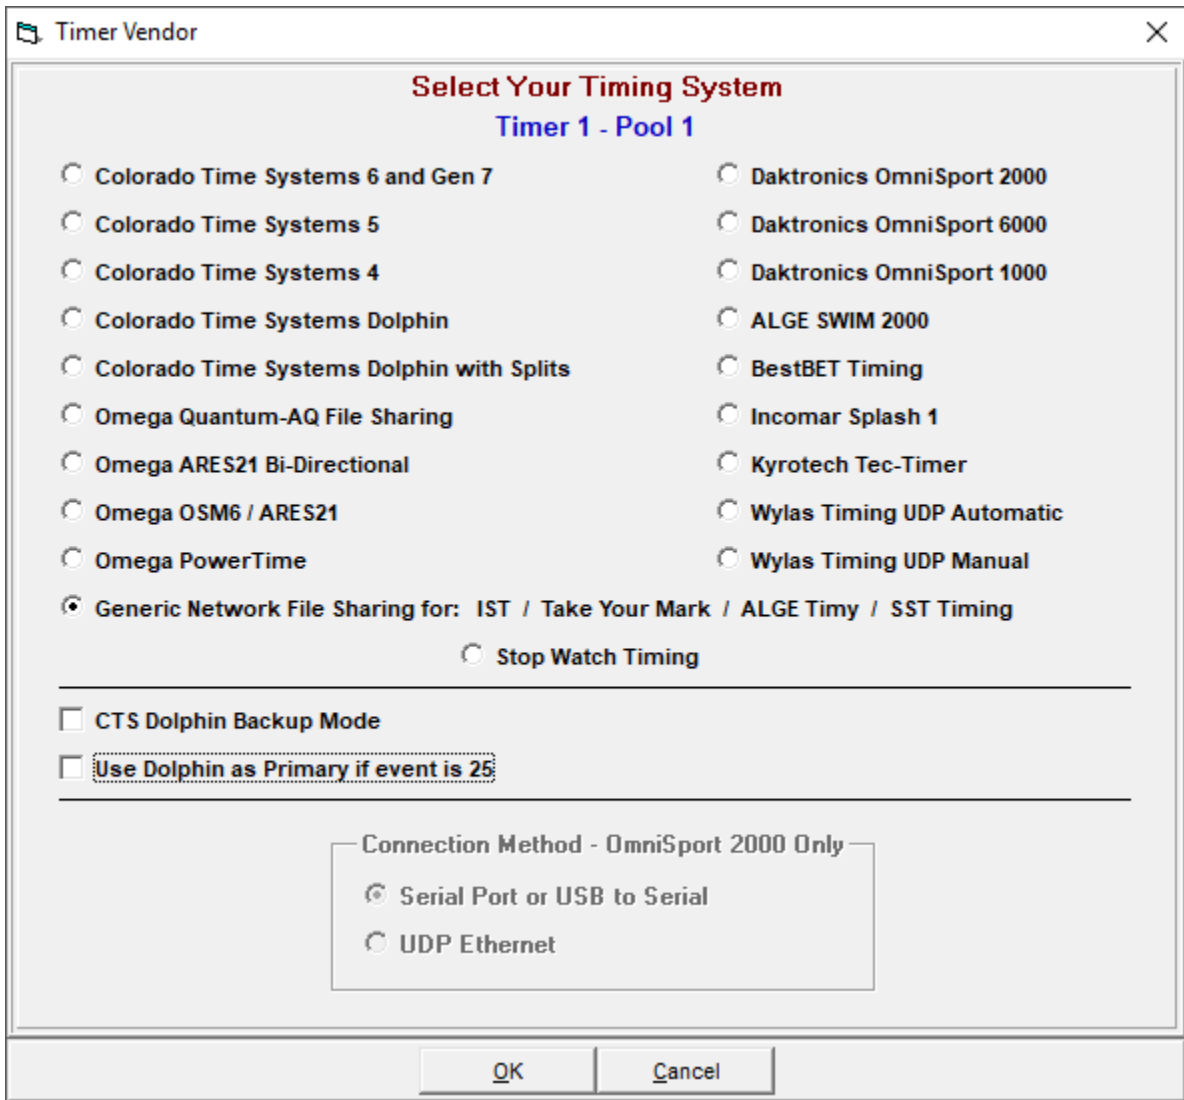 Timer Vendor
Select Your Timing System
Timer 1 - Pool 1
Colorado Time Systems 6 and Gen 7
Colorado Time Systems 5
Colorado Time Systems 4
Colorado Time Systems Dolphin
Colorado Time Systems Dolphin with Splits
Omega Quantum-AQ File Sharing
Omega ARES21 Bi-Directional
Omega OSM6 / ARES21
Omega PowerTime
Daktronics OmniSport 2000
Daktronics OmniSport 6000
Daktronics OmniSport 1000
ALGE SWIM 2000
BestBET Timing
Incomar Splash 1
Kyrotech Tec-Timer
Wylas Timing UDP Automatic
Wylas Timing UDP Manual
Generic Network File Sharing for: IST / Take Your Mark / ALGE Timy / SST Timing
Stop Watch Timing
CTS Dolphin Backup Mode
Use Dolphin as Primary if event is 25
Connection Method - OmniSport 2000 Only
Serial Port or USB to Serial
UDP Ethernet
OK
Cancel